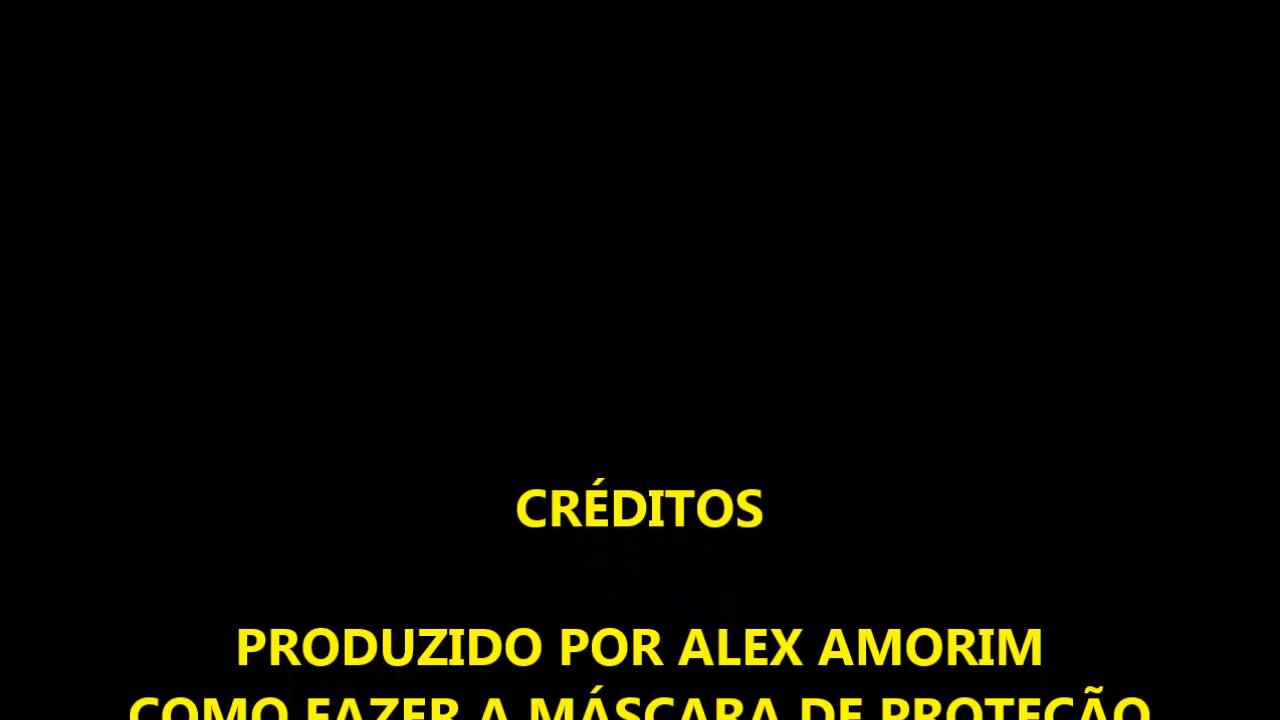 CRÉDITOS
PRODUZIDO POR ALEX AMORIM
COMO FAZER A MÁSCARA DE PROTEÇÃO